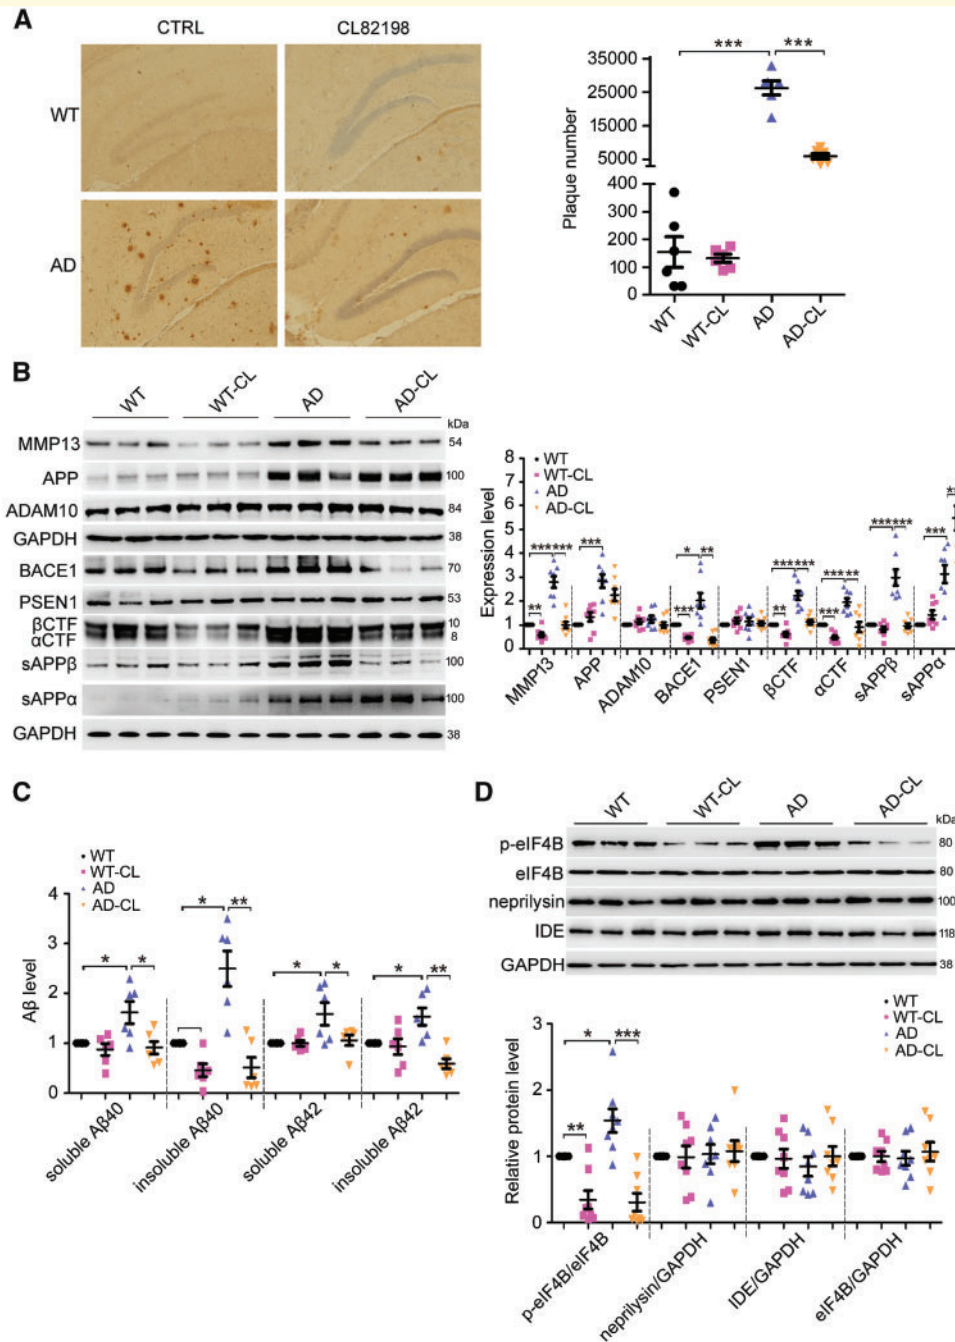 A
CTRL
CL82198
WT
AD
***
***
Plaque number
35000
25000
15000
5000
400
300
200
100
0
WT
WT-CL
AD
AD-CL
B
WT
WT-CL
AD
AD-CL
kDa
MMP13
54
APP
100
ADAM10
84
GAPDH
38
BACE1
70
PSEN1
53
βCTF
10
αCTF
8
sAPPβ
100
sAPPα
100
GAPDH
38
Expression level
8
7
6
5
4
3
2
1
0
WT
WT-CL
AD
AD-CL
MMP13
APP
ADAM10
BACE1
PSEN1
βCTF
αCTF
sAPPβ
sAPPα
C
WT
WT-CL
AD
AD-CL
Aβ level
4
3
2
1
0
* * * ** * * * **
soluble Aβ40
insoluble Aβ40
soluble Aβ42
insoluble Aβ42
D
WT
WT-CL
AD
AD-CL
kDa
p-eIF4B
80
eIF4B
80
neprilysin
100
IDE
118
GAPDH
38
WT
WT-CL
AD
AD-CL
Relative protein level
3
2
1
0
* ***
**
p-eIF4B/eIF4B
neprilysin/GAPDH
IDE/GAPDH
eIF4B/GAPDH